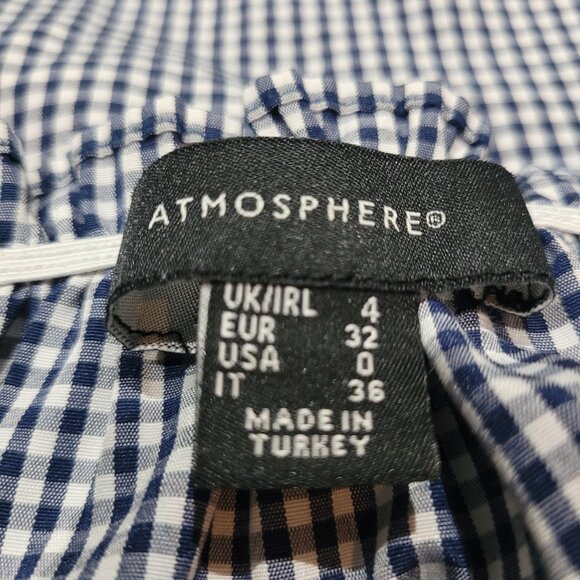 ATMOSPHERE®
UK/IRL 4
EUR 32
USA 0
IT 36
MADE IN
TURKEY